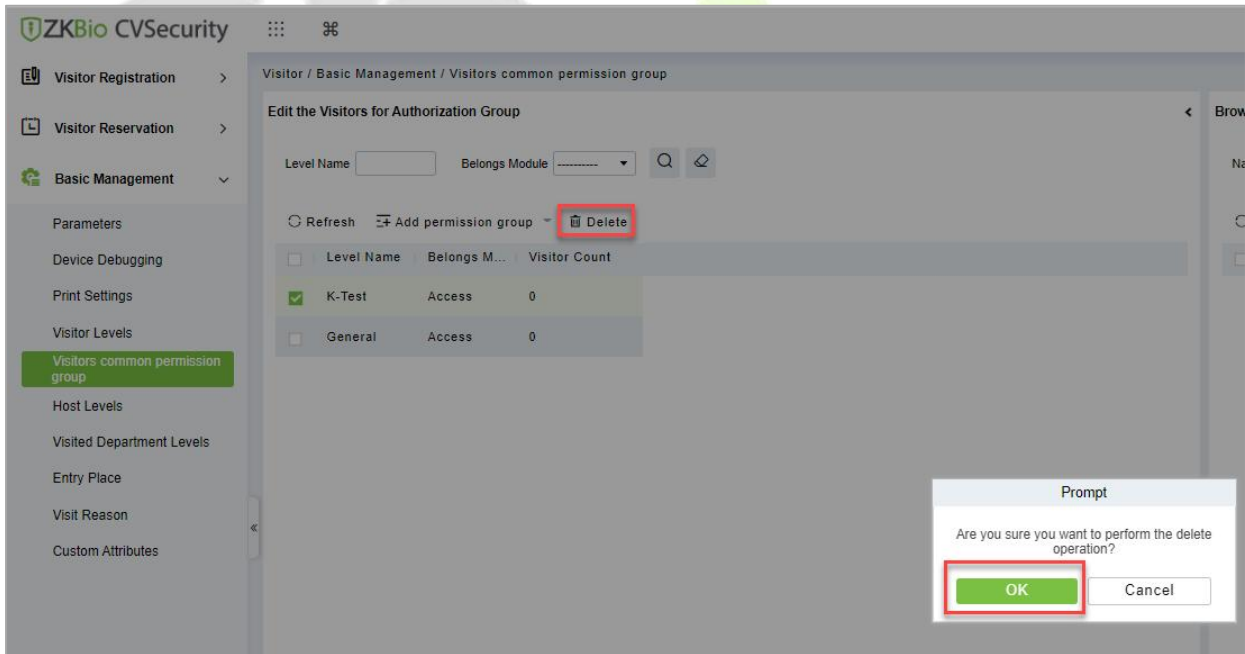 ZKBio CVSecurity
Visitor Registration
Visitor Reservation
Basic Management
Parameters
Device Debugging
Print Settings
Visitor Levels
Visitors common permission
group
Host Levels
Visited Department Levels
Entry Place
Visit Reason
Custom Attributes
Visitor / Basic Management / Visitors common permission group
Edit the Visitors for Authorization Group
Level Name
Belongs Module ----------
Refresh Add permission group Delete
Level Name Belongs M... Visitor Count
K-Test Access 0
General Access 0
Brow
Na
Prompt
Are you sure you want to perform the delete
operation?
OK Cancel